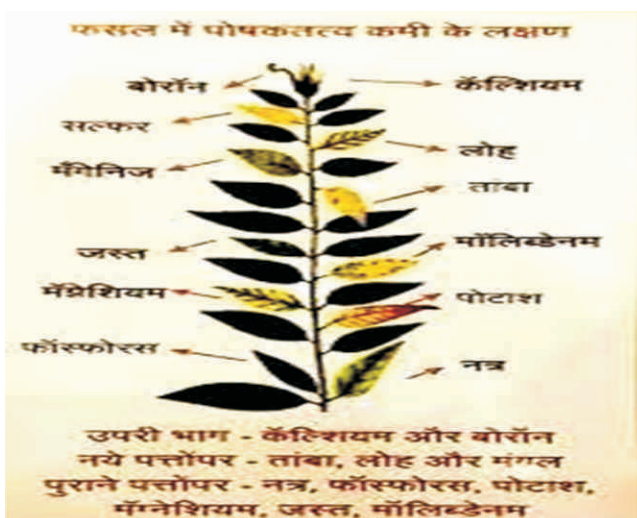 फसल में पोषकतत्व कमी के लक्षण
बोरॉन
कॅल्शियम
सल्फर
लोह
मॅंगेनिज
तांबा
जस्त
मॉलिब्डेनम
मॅग्नेशियम
पोटाश
फॉस्फोरस
नत्र
उपरी भाग - कॅल्शियम और बोरॉन
नये पत्तोंपर - तांबा, लोह और मंगल
पुराने पत्तोंपर - नत्र, फॉस्फोरस, पोटाश,
मॅग्नेशियम, जस्त, मॉलिब्डेनम